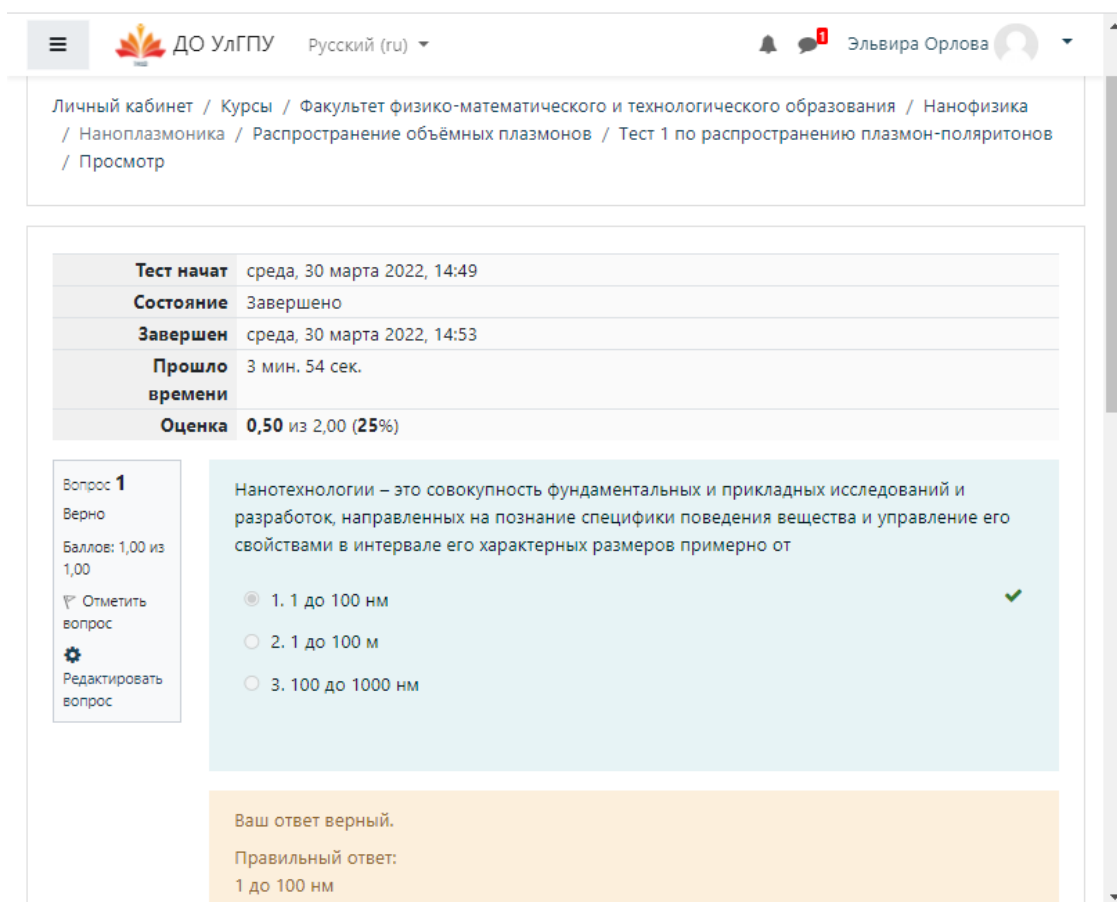 ДО УлГПУ Русский (ru) 1 Эльвира Орлова
Личный кабинет / Курсы / Факультет физико-математического и технологического образования / Нанофизика
/ Наноплазмоника / Распространение объёмных плазмонов / Тест 1 по распространению плазмон-поляритонов
/ Просмотр
Тест начат среда, 30 марта 2022, 14:49
Состояние Завершено
Завершен среда, 30 марта 2022, 14:53
Прошло 3 мин. 54 сек.
времени
Оценка 0,50 из 2,00 (25%)
Вопрос 1
Верно
Баллов: 1,00 из
1,00
Отметить
вопрос
Редактировать
вопрос
Нанотехнологии – это совокупность фундаментальных и прикладных исследований и
разработок, направленных на познание специфики поведения вещества и управление его
свойствами в интервале его характерных размеров примерно от
1. 1 до 100 нм
2. 1 до 100 м
3. 100 до 1000 нм
Ваш ответ верный.
Правильный ответ:
1 до 100 нм